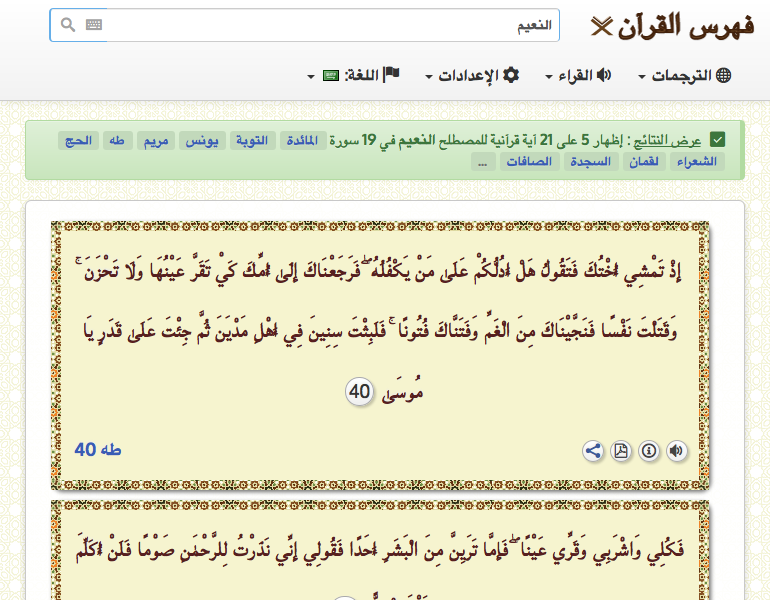 فهرس القرآن
النعيم
الترجمات القراء الإعدادات اللغة:
عرض النتائج : إظهار 5 على 21 آية قرآنية للمصطلح النعيم في 19 سورة المائدة التوبة يونس مريم طه الحج
الشعراء لقمان السجدة الصافات ...
إِذْ تَمْشِي أُخْتُكَ فَتَقُولُ هَلْ أَدُلُّكُمْ عَلَىٰ مَنْ يَكْفُلُهُ ۖ فَرَجَعْنَاكَ إِلَىٰ أُمِّكَ كَيْ تَقَرَّ عَيْنُهَا وَلَا تَحْزَنَ ۚ
وَقَتَلْتَ نَفْسًا فَنَجَّيْنَاكَ مِنَ الْغَمِّ وَفَتَنَّاكَ فُتُونًا ۚ فَلَبِثْتَ سِنِينَ فِي أَهْلِ مَدْيَنَ ثُمَّ جِئْتَ عَلَىٰ قَدَرٍ يَا
مُوسَىٰ 40
طه 40
فَكُلِي وَاشْرَبِي وَقَرِّي عَيْنًا ۖ فَإِمَّا تَرَيِنَّ مِنَ الْبَشَرِ أَحَدًا فَقُولِي إِنِّي نَذَرْتُ لِلرَّحْمَٰنِ صَوْمًا فَلَنْ أُكَلِّمَ